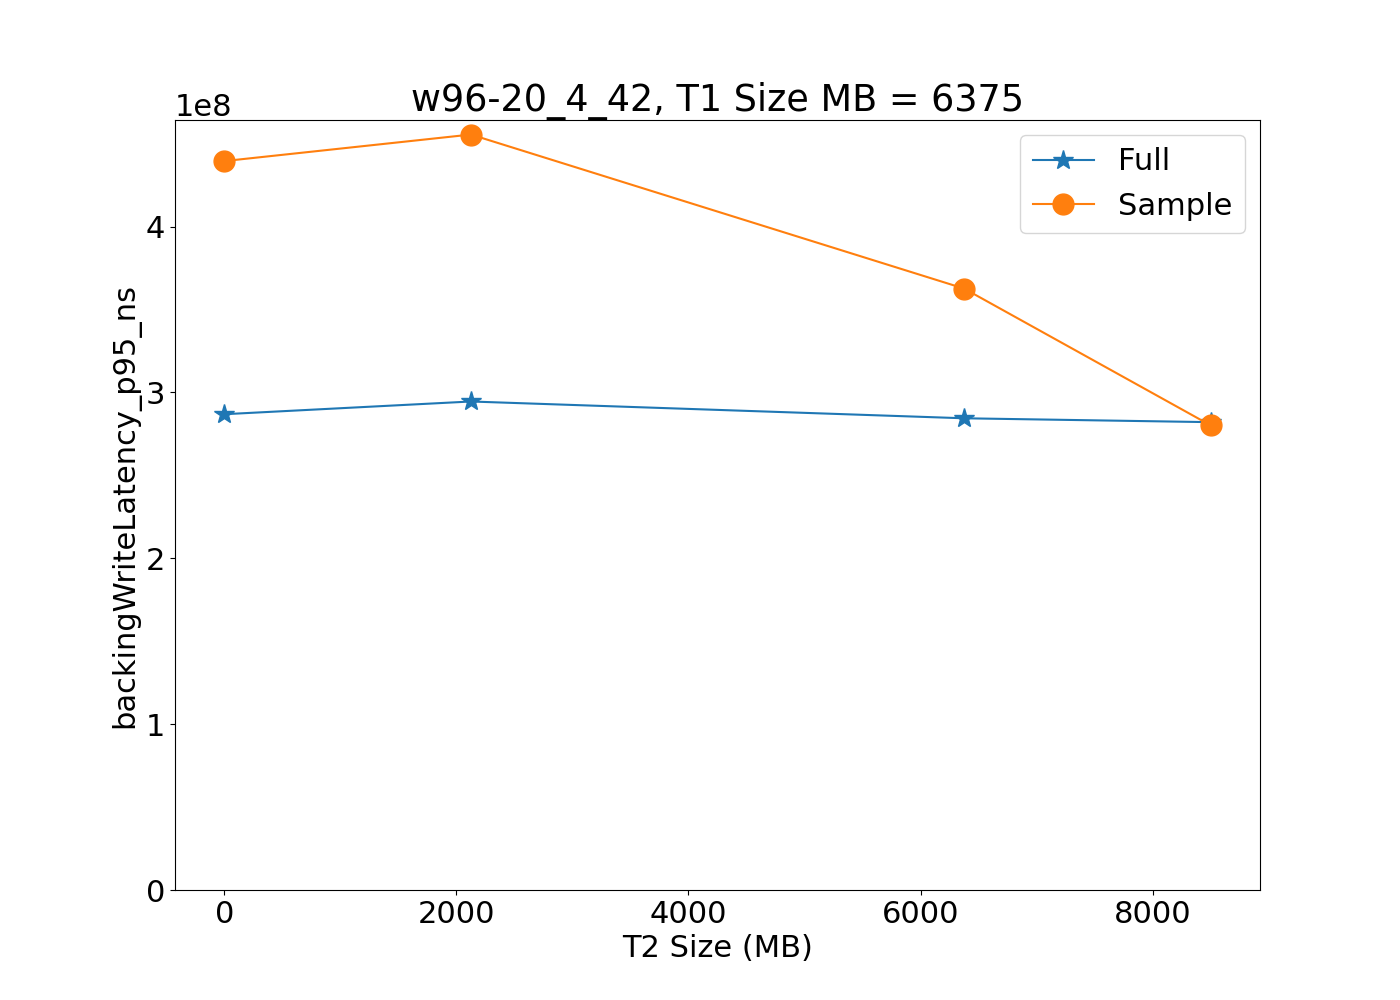 w96-20_4_42, T1 Size MB = 6375
1e8
Full
Sample
4
3
2
1
0
backingWriteLatency_p95_ns
0 2000 4000 6000 8000
T2 Size (MB)